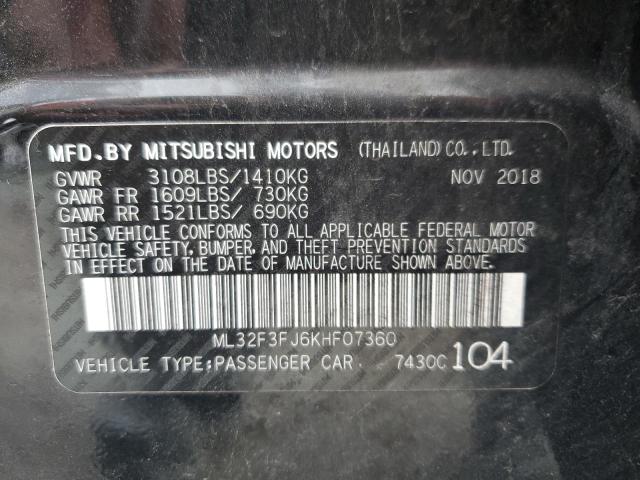 MFD.BY MITSUBISHI MOTORS (THAILAND)CO.,LTD.
GVWR 3108LBS/1410KG NOV 2018
GAWR FR 1609LBS/ 730KG
GAWR RR 1521LBS/ 690KG
THIS VEHICLE CONFORMS TO ALL APPLICABLE FEDERAL MOTOR
VEHICLE SAFETY, BUMPER, AND THEFT PREVENTION STANDARDS
IN EFFECT ON THE DATE OF MANUFACTURE SHOWN ABOVE.
ML32F3FJ6KHF07360
VEHICLE TYPE:PASSENGER CAR 7430C 104